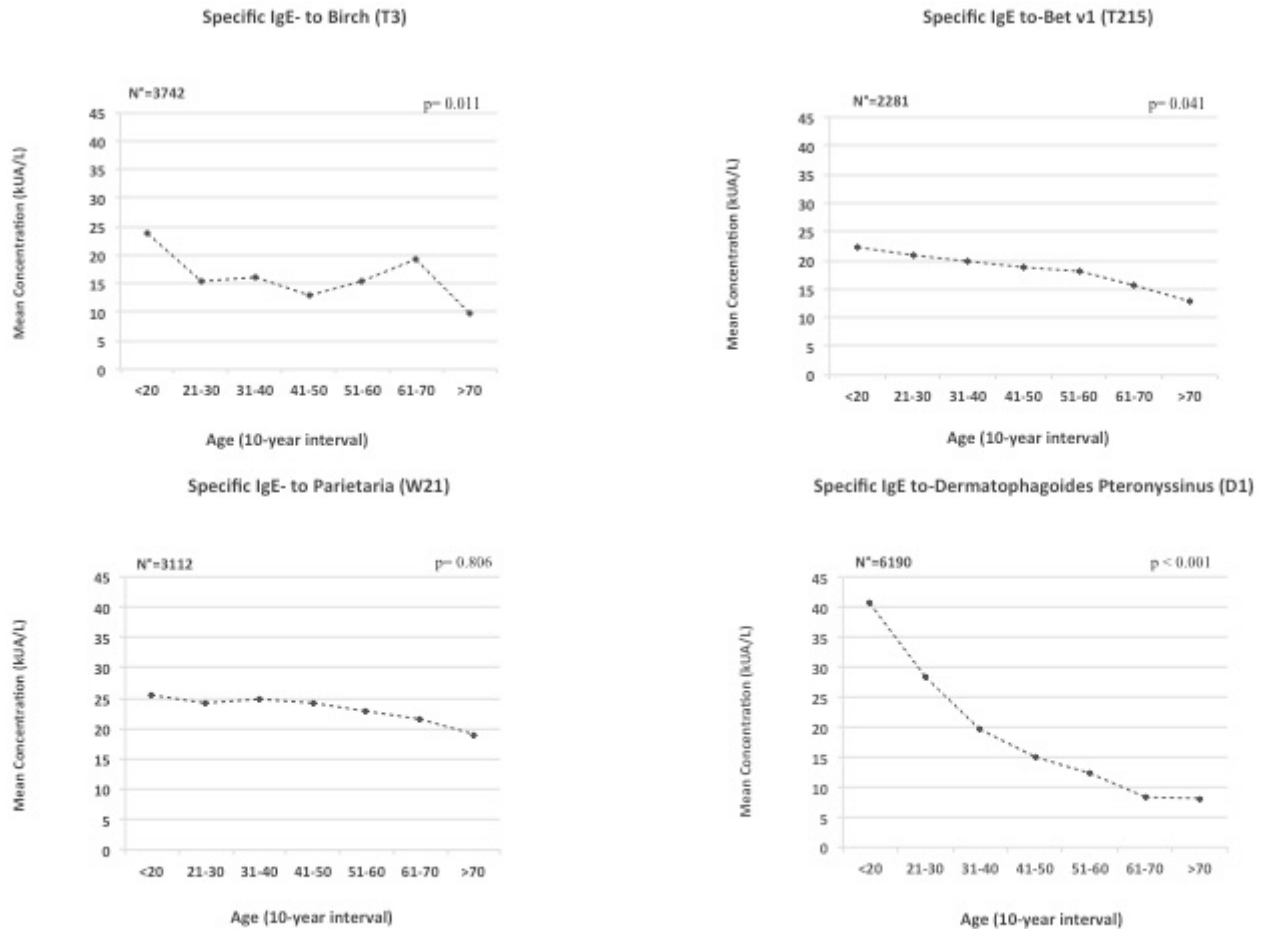 Specific IgE- to Birch (T3)
N°=3742
p= 0.011
45
40
35
30
25
20
15
10
5
0
Mean Concentration (kUA/L)
<20 21-30 31-40 41-50 51-60 61-70 >70
Age (10-year interval)
Specific IgE to-Bet v1 (T215)
N°=2281
p= 0.041
45
40
35
30
25
20
15
10
5
0
Mean Concentration (kUA/L)
<20 21-30 31-40 41-50 51-60 61-70 >70
Age (10-year interval)
Specific IgE- to Parietaria (W21)
N°=3112
p= 0.806
45
40
35
30
25
20
15
10
5
0
Mean Concentration (kUA/L)
<20 21-30 31-40 41-50 51-60 61-70 >70
Age (10-year interval)
Specific IgE to-Dermatophagoides Pteronyssinus (D1)
N°=6190
p < 0.001
45
40
35
30
25
20
15
10
5
0
Mean Concentration (kUA/L)
<20 21-30 31-40 41-50 51-60 61-70 >70
Age (10-year interval)